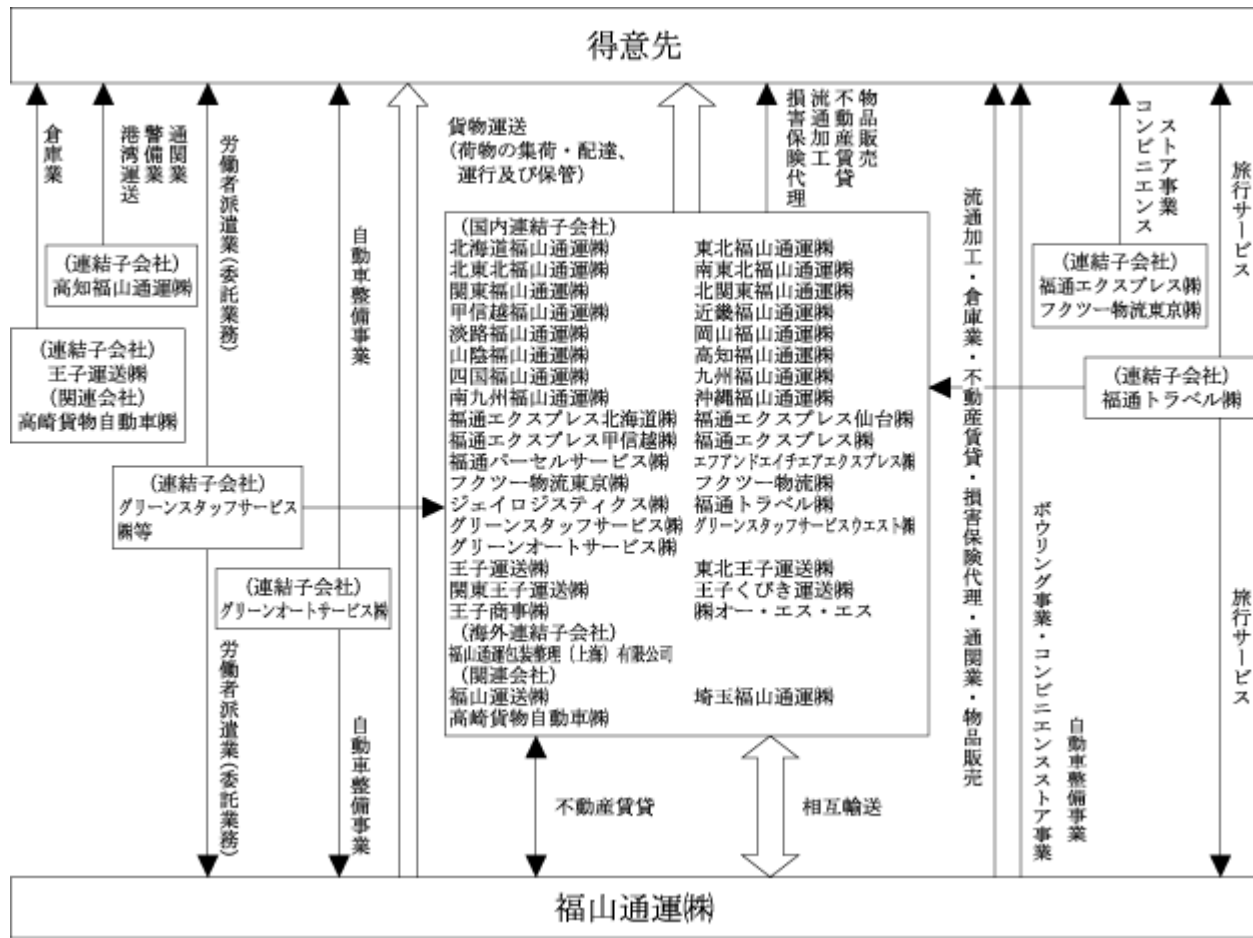 得意先
倉庫業
通関業
警備業
港湾運送
労働者派遣業(委託業務)
自動車整備事業
貨物運送
(荷物の集荷・配達、
運行及び保管)
物品販売
不動産賃貸
流通加工
損害保険代理
流通加工・倉庫業・不動産賃貸・損害保険代理・通関業・物品販売
ボウリング事業・コンビニエンスストア事業
自動車整備事業
コンビニエンス
ストア事業
旅行サービス
(連結子会社)
高知福山通運㈱
(連結子会社)
王子運送㈱
(関連会社)
高崎貨物自動車㈱
(連結子会社)
グリーンスタッフサービス
㈱等
(連結子会社)
グリーンオートサービス㈱
労働者派遣業(委託業務)
自動車整備事業
(国内連結子会社)
北海道福山通運㈱ 東北福山通運㈱
北東北福山通運㈱ 南東北福山通運㈱
関東福山通運㈱ 北関東福山通運㈱
甲信越福山通運㈱ 近畿福山通運㈱
淡路福山通運㈱ 岡山福山通運㈱
山陰福山通運㈱ 高知福山通運㈱
四国福山通運㈱ 九州福山通運㈱
南九州福山通運㈱ 沖縄福山通運㈱
福通エクスプレス北海道㈱ 福通エクスプレス仙台㈱
福通エクスプレス甲信越㈱ 福通エクスプレス㈱
福通パーセルサービス㈱ エフアンドエイチエアエクスプレス㈱
フクツー物流東京㈱ フクツー物流㈱
ジェイロジスティクス㈱ 福通トラベル㈱
グリーンスタッフサービス㈱ グリーンスタッフサービスウエスト㈱
グリーンオートサービス㈱
王子運送㈱ 東北王子運送㈱
関東王子運送㈱ 王子くびき運送㈱
王子商事㈱ ㈱オー・エス・エス
(海外連結子会社)
福山通運包装整理（上海）有限公司
(関連会社)
福山運送㈱ 埼玉福山通運㈱
高崎貨物自動車㈱
(連結子会社)
福通エクスプレス㈱
フクツー物流東京㈱
(連結子会社)
福通トラベル㈱
旅行サービス
不動産賃貸
相互輸送
福山通運㈱